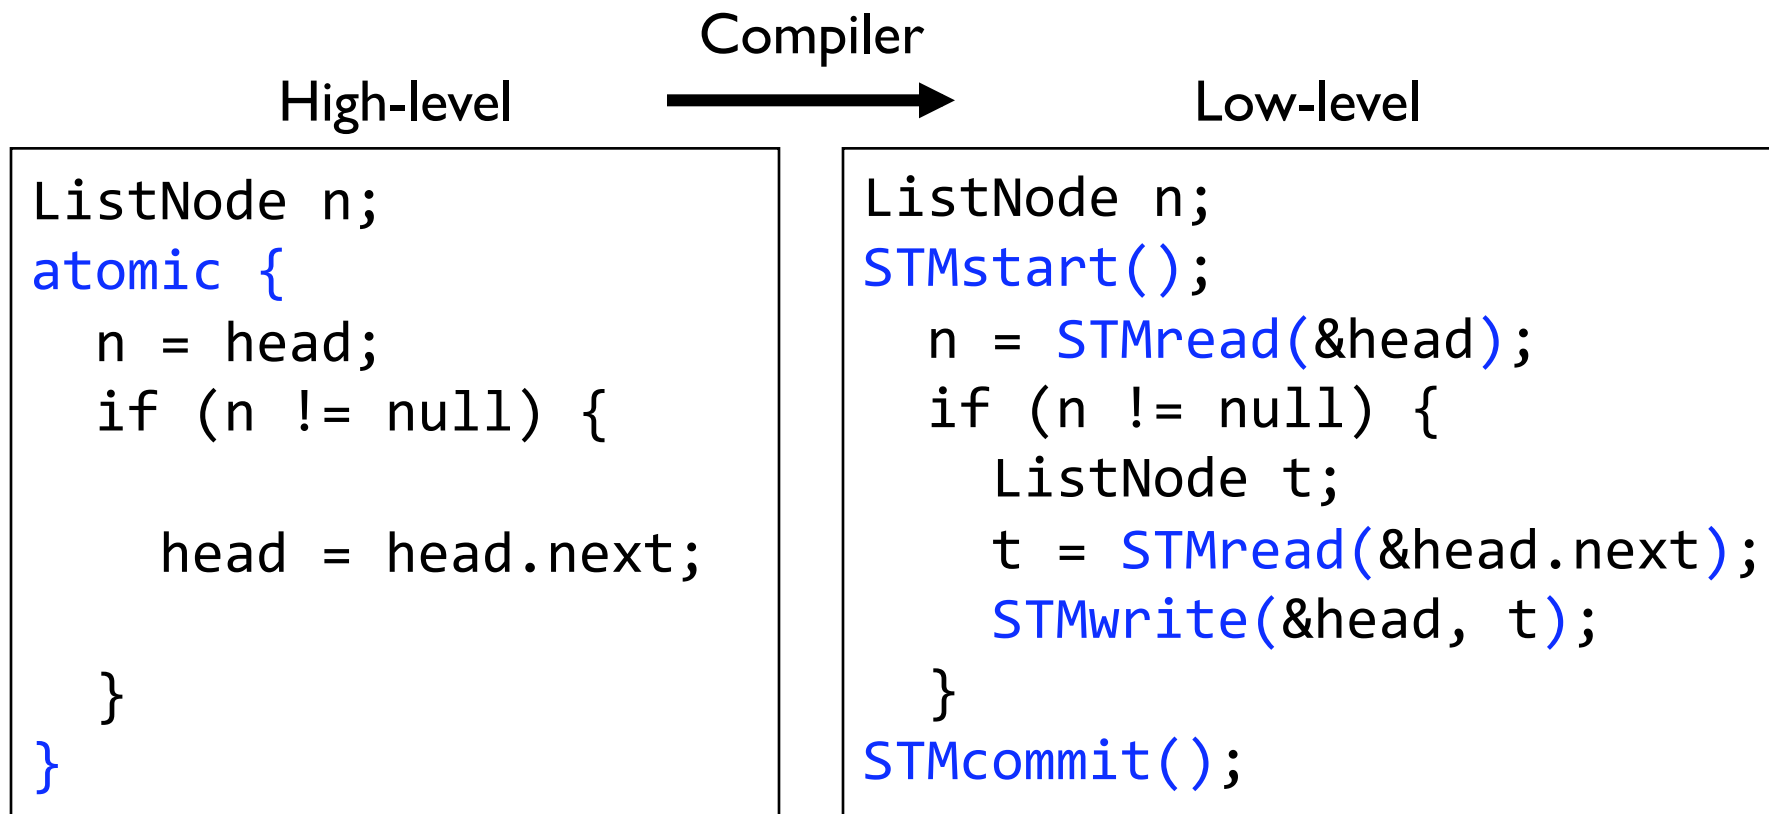 Compiler
High-level
Low-level
ListNode n;
atomic {
  n = head;
  if (n != null) {
    head = head.next;
  }
}
ListNode n;
STMstart();
  n = STMread(&head);
  if (n != null) {
    ListNode t;
    t = STMread(&head.next);
    STMwrite(&head, t);
  }
STMcommit();